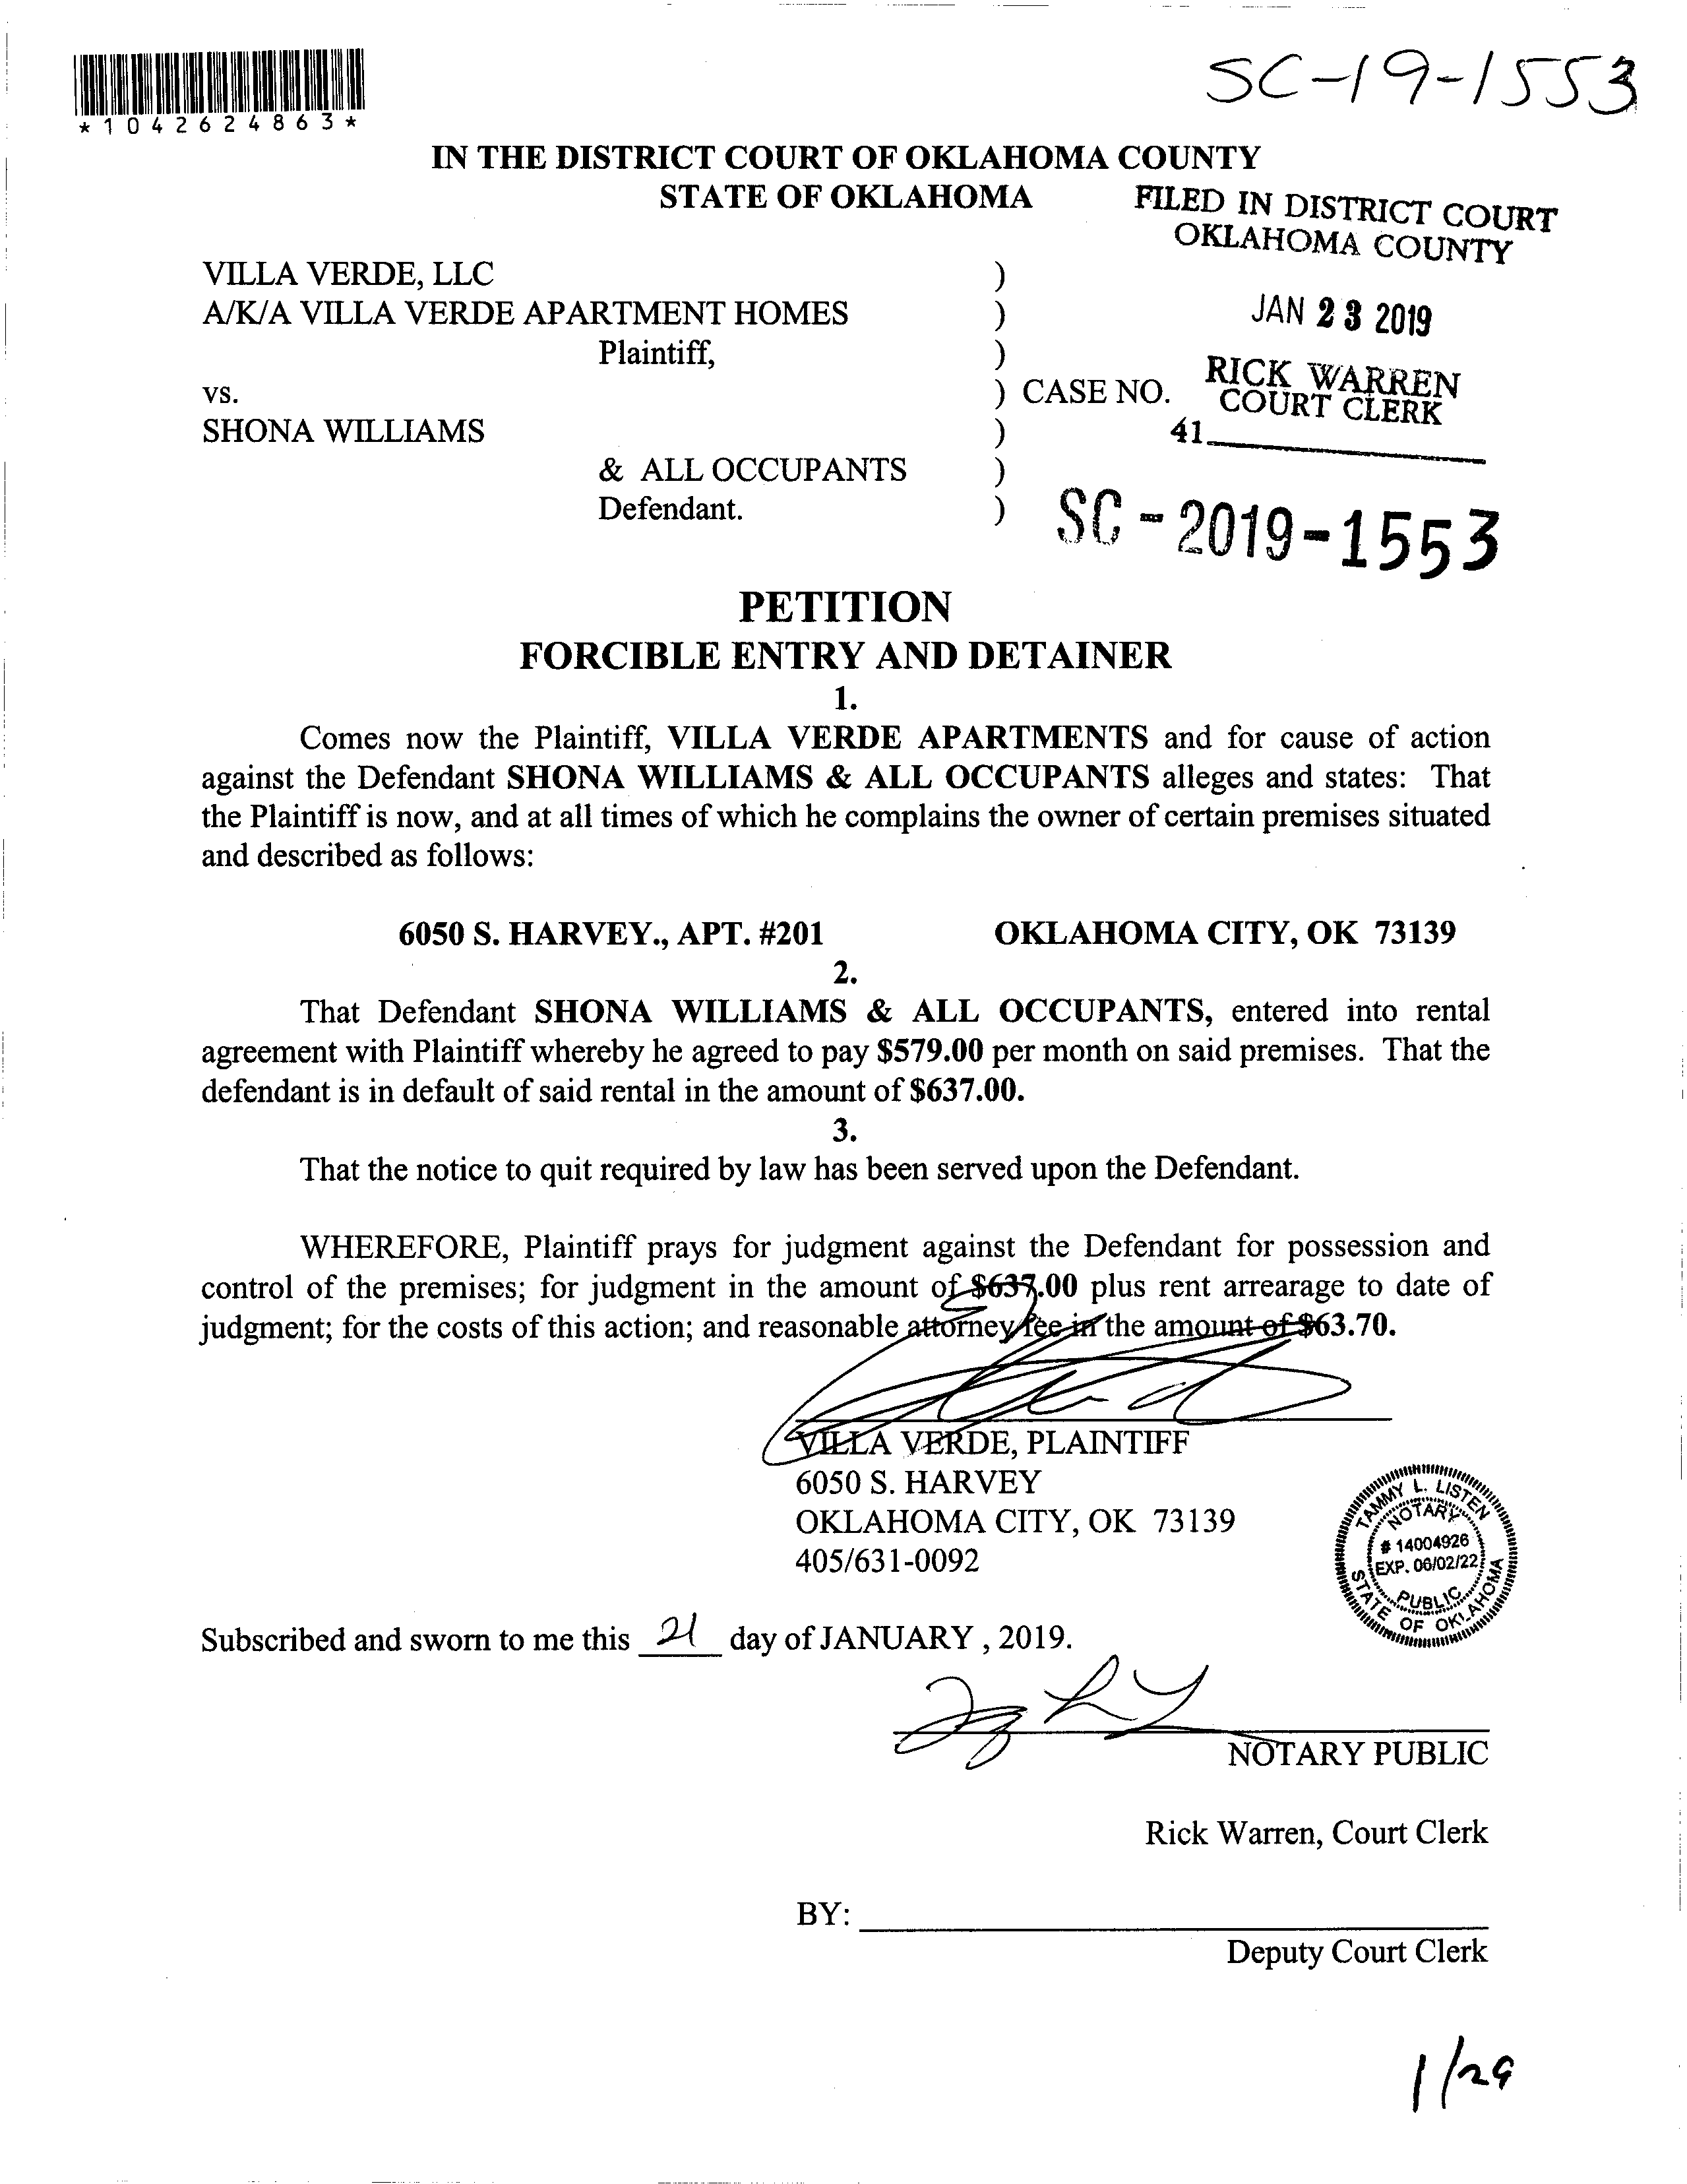 SC-19-1553
*1042624863*
IN THE DISTRICT COURT OF OKLAHOMA COUNTY
STATE OF OKLAHOMA
FILED IN DISTRICT COURT
OKLAHOMA COUNTY
JAN 23 2019
RICK WARREN
COURT CLERK
41
VILLA VERDE, LLC )
A/K/A VILLA VERDE APARTMENT HOMES )
Plaintiff, )
vs. ) CASE NO.
SHONA WILLIAMS )
& ALL OCCUPANTS )
Defendant. )
SC-2019-1553
PETITION
FORCIBLE ENTRY AND DETAINER
1.
Comes now the Plaintiff, VILLA VERDE APARTMENTS and for cause of action
against the Defendant SHONA WILLIAMS & ALL OCCUPANTS alleges and states: That
the Plaintiff is now, and at all times of which he complains the owner of certain premises situated
and described as follows:
6050 S. HARVEY., APT. #201 OKLAHOMA CITY, OK 73139
2.
That Defendant SHONA WILLIAMS & ALL OCCUPANTS, entered into rental
agreement with Plaintiff whereby he agreed to pay $579.00 per month on said premises. That the
defendant is in default of said rental in the amount of $637.00.
3.
That the notice to quit required by law has been served upon the Defendant.
WHEREFORE, Plaintiff prays for judgment against the Defendant for possession and
control of the premises; for judgment in the amount of $637.00 plus rent arrearage to date of
judgment; for the costs of this action; and reasonable attorney fee in the amount of $63.70.
VILLA VERDE, PLAINTIFF
6050 S. HARVEY
OKLAHOMA CITY, OK 73139
405/631-0092
TAMMY L. LISTEN
NOTARY
# 14004926
EXP. 06/02/22
PUBLIC
STATE OF OKLAHOMA
Subscribed and sworn to me this 21 day of JANUARY , 2019.
NOTARY PUBLIC
Rick Warren, Court Clerk
BY:
Deputy Court Clerk
1/29